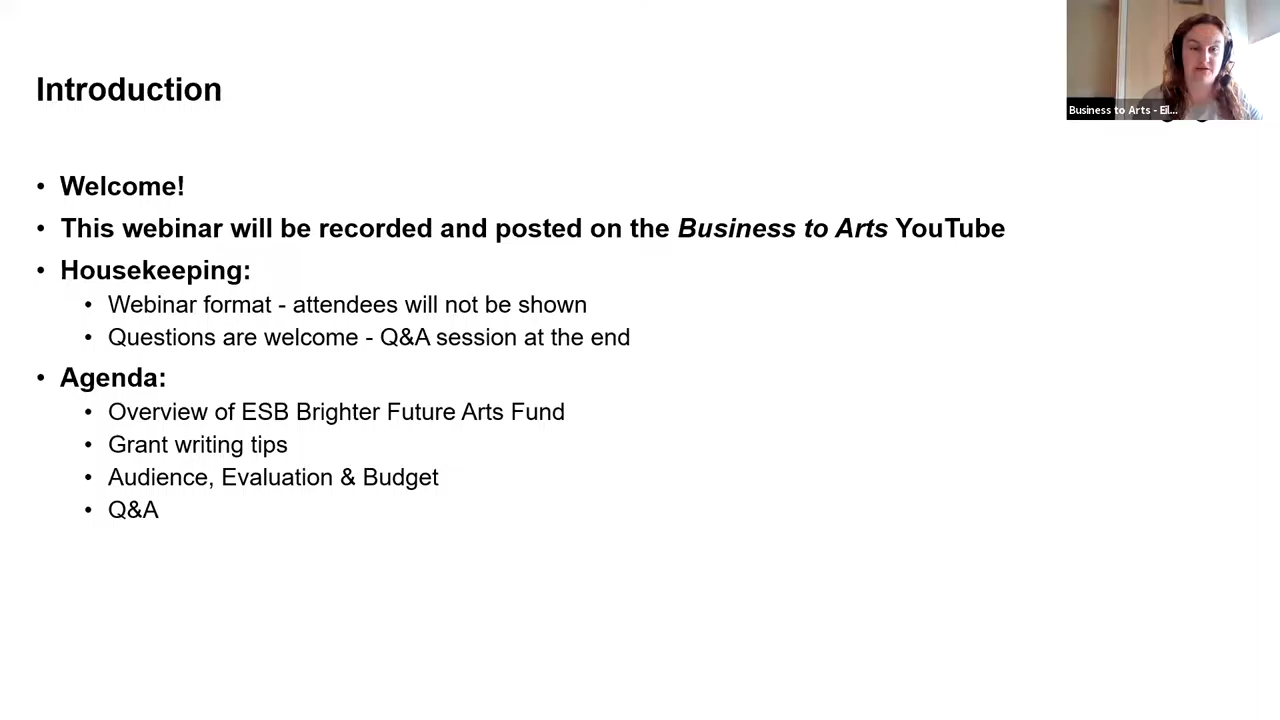 Introduction
Business to Arts - Eil...
• Welcome!
• This webinar will be recorded and posted on the Business to Arts YouTube
• Housekeeping:
• Webinar format - attendees will not be shown
• Questions are welcome - Q&A session at the end
• Agenda:
• Overview of ESB Brighter Future Arts Fund
• Grant writing tips
• Audience, Evaluation & Budget
• Q&A